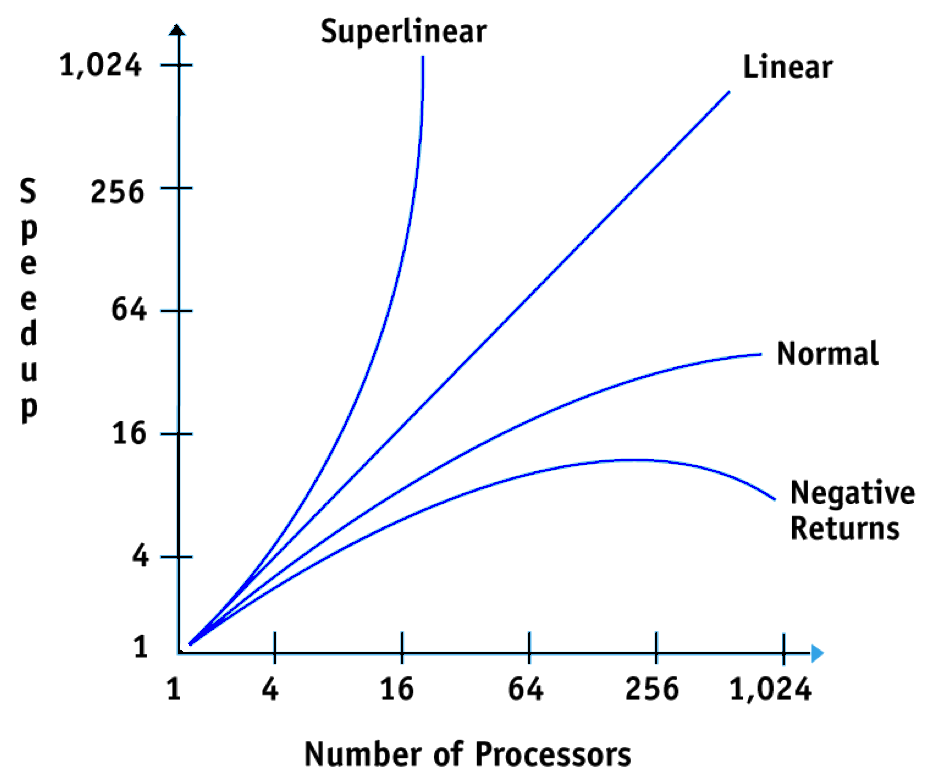 Superlinear
Linear
1,024
256
64
16
4
1
Speedup
Normal
Negative
Returns
1 4 16 64 256 1,024
Number of Processors